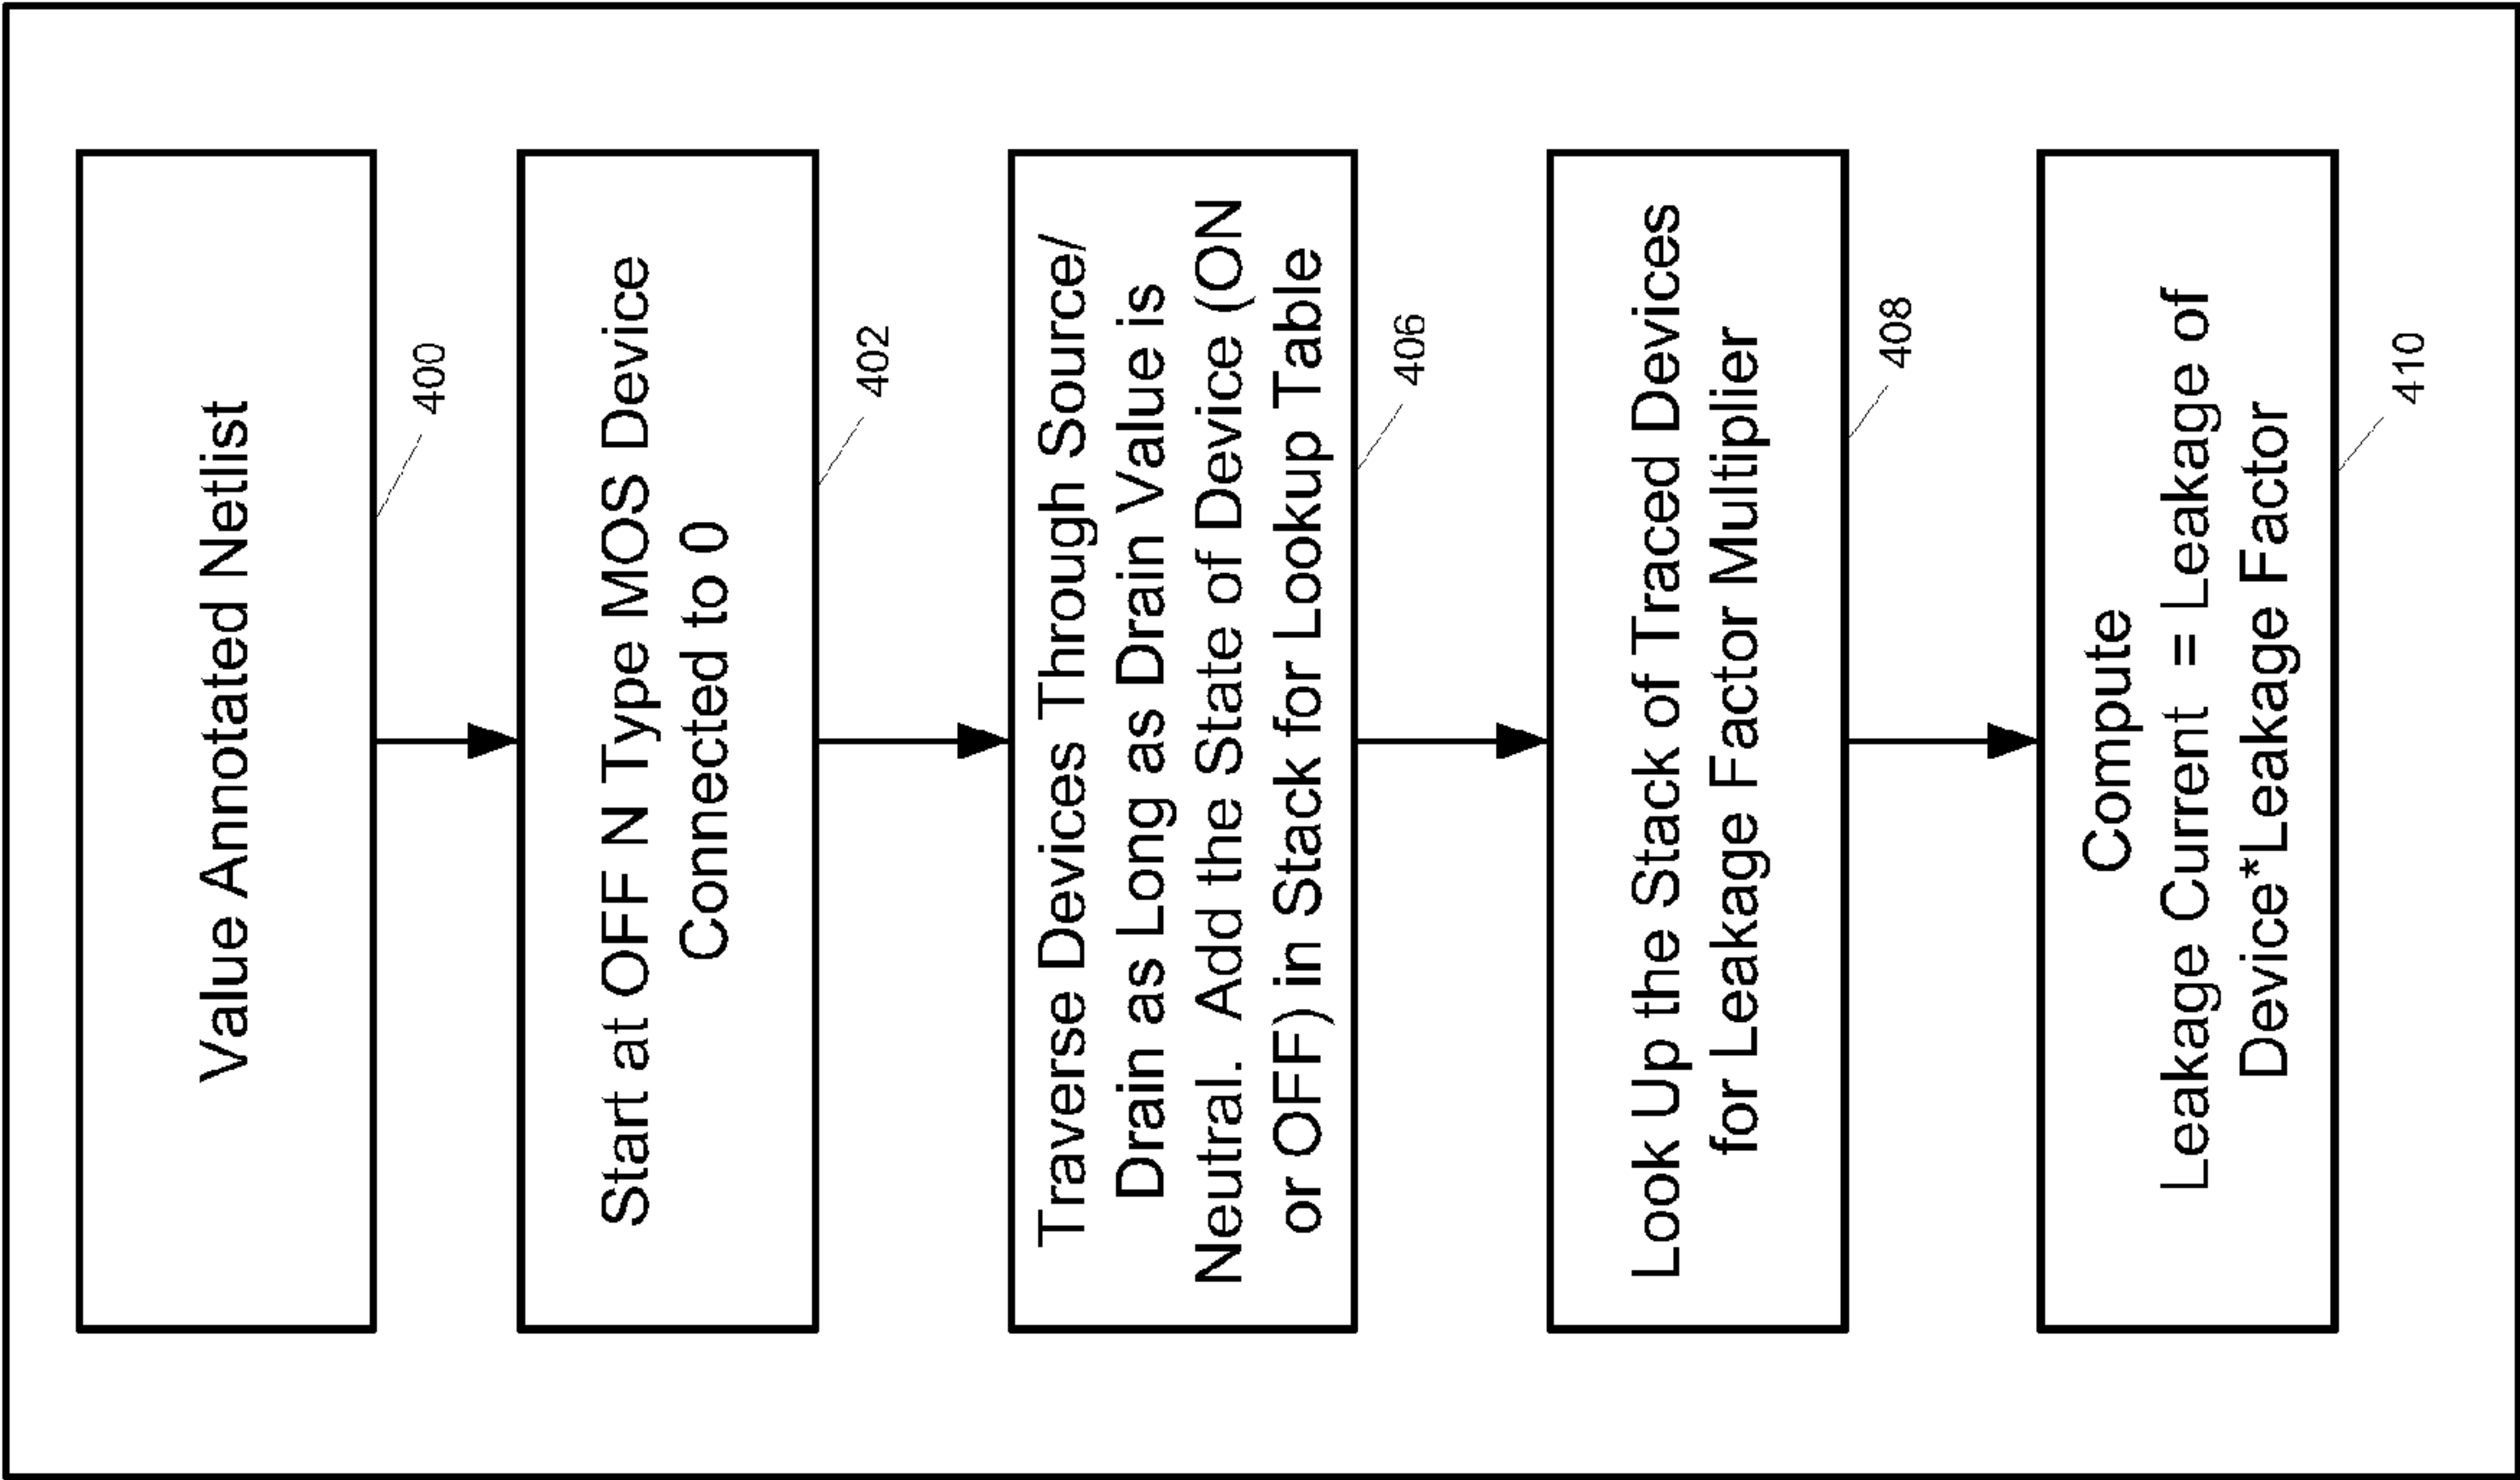 Value Annotated Netlist
400
Start at OFF N Type MOS Device
Connected to 0
402
Traverse Devices Through Source/
Drain as Long as Drain Value is
Neutral. Add the State of Device (ON
or OFF) in Stack for Lookup Table
406
Look Up the Stack of Traced Devices
for Leakage Factor Multiplier
408
Compute
Leakage Current = Leakage of
Device*Leakage Factor
410